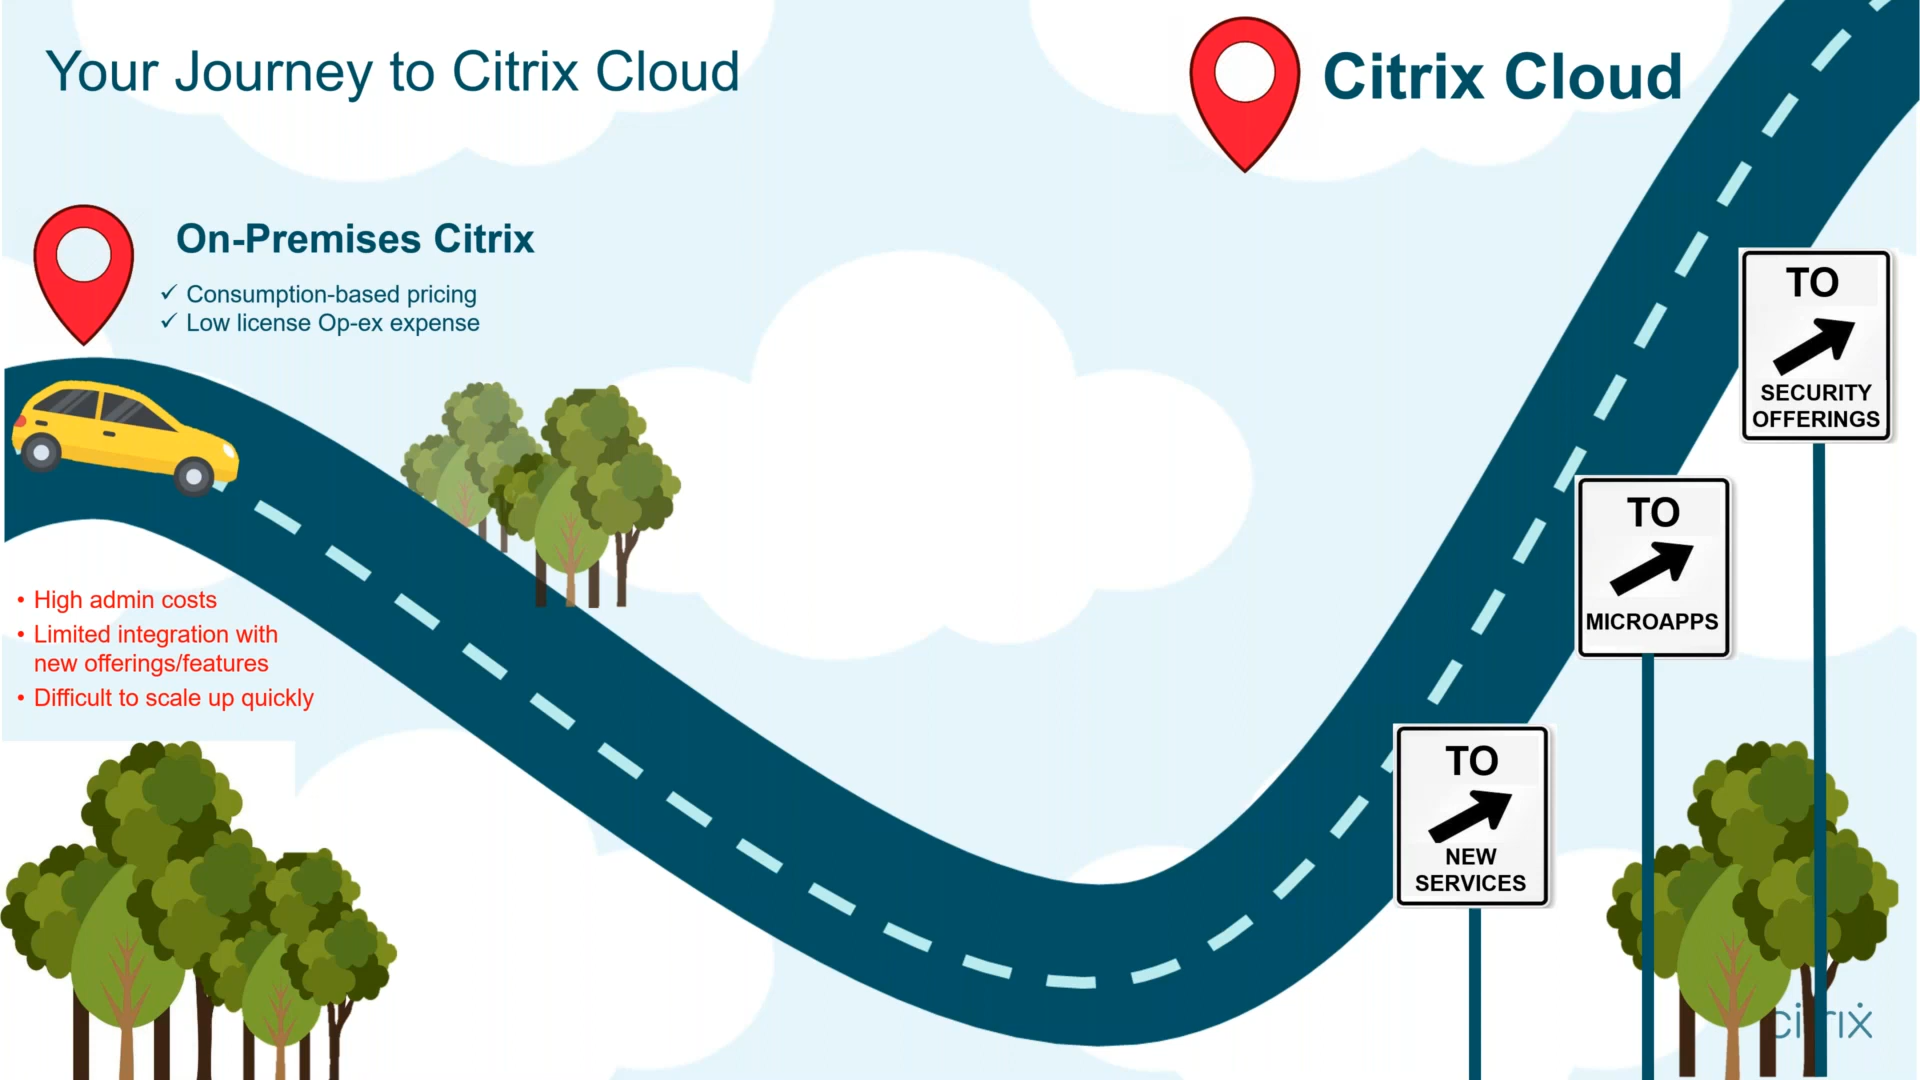 Your Journey to Citrix Cloud
Citrix Cloud
On-Premises Citrix
✓ Consumption-based pricing
✓ Low license Op-ex expense
• High admin costs
• Limited integration with
new offerings/features
• Difficult to scale up quickly
TO
SECURITY
OFFERINGS
TO
MICROAPPS
TO
NEW
SERVICES
citrix